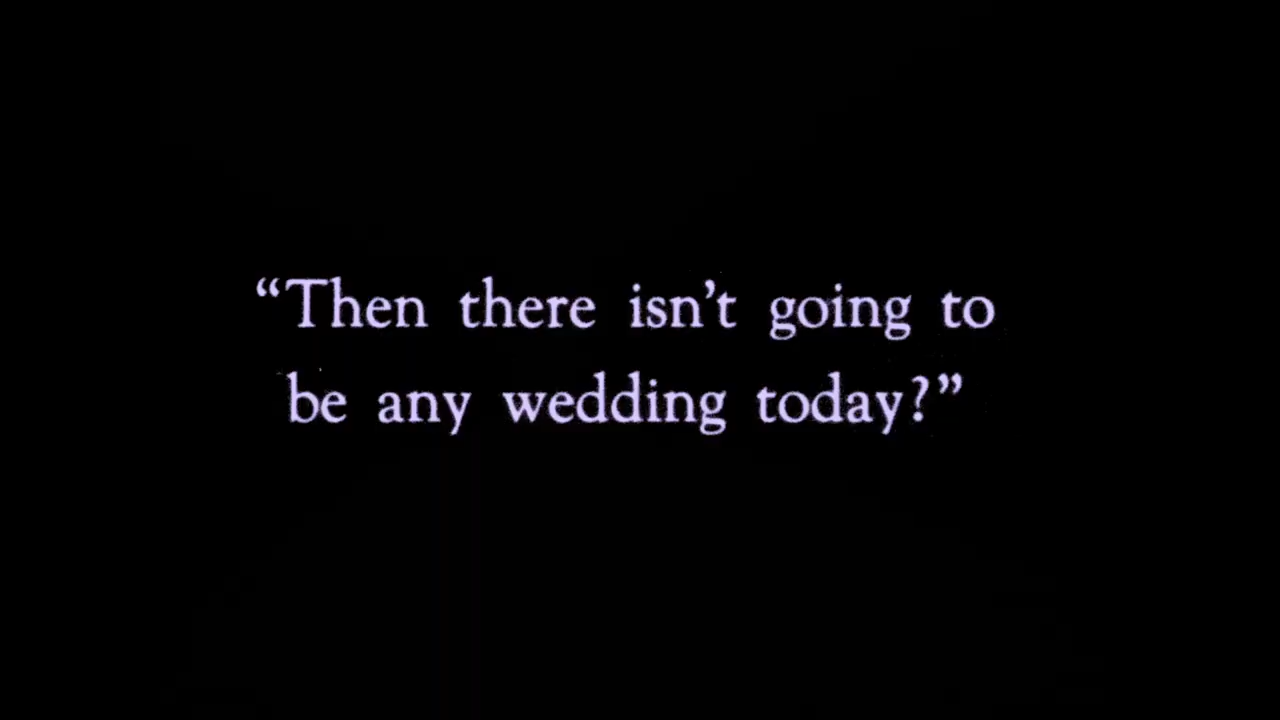 “Then there isn’t going to
be any wedding today?”